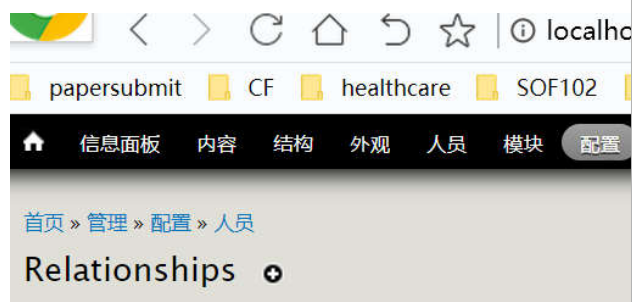 localho
papersubmit CF healthcare SOF102
信息面板 内容 结构 外观 人员 模块 配置
首页 » 管理 » 配置 » 人员
Relationships